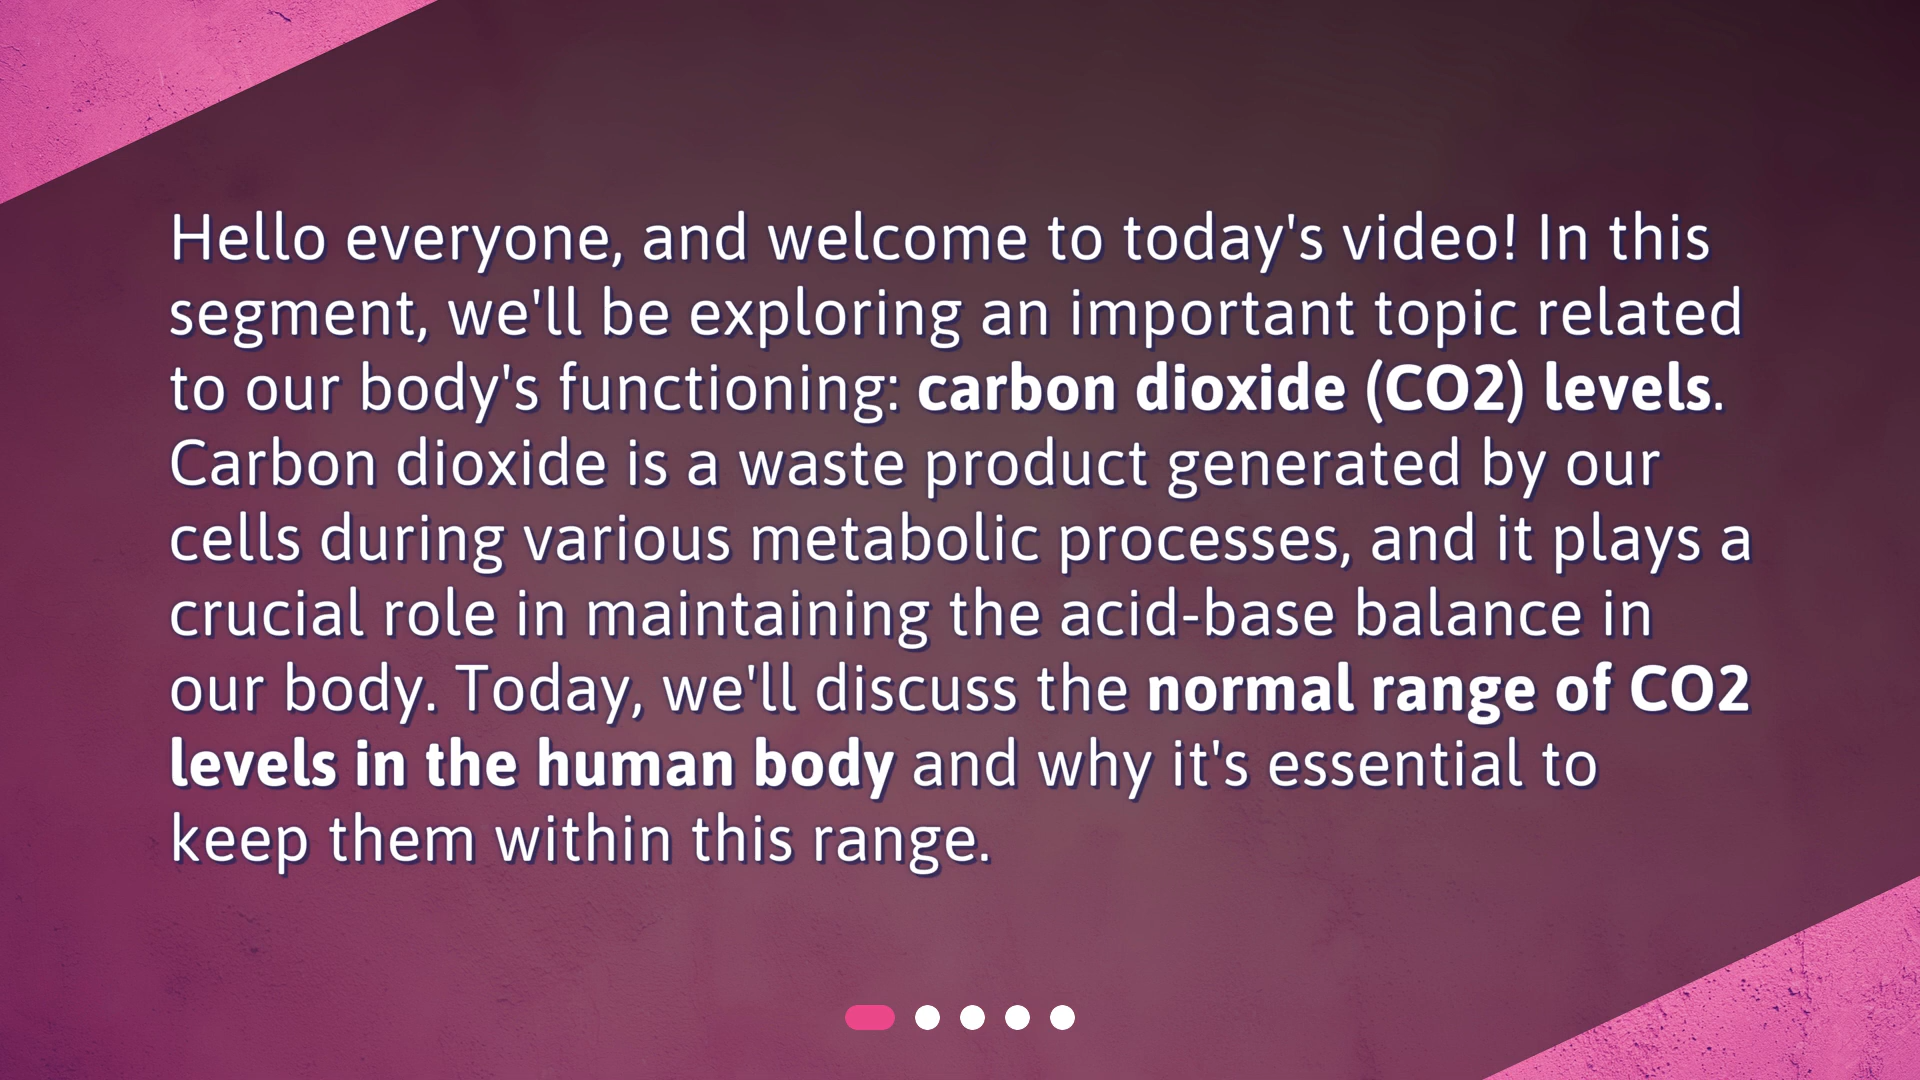 Hello everyone, and welcome to today's video! In this
segment, we'll be exploring an important topic related
to our body's functioning: carbon dioxide (CO2) levels.
Carbon dioxide is a waste product generated by our
cells during various metabolic processes, and it plays a
crucial role in maintaining the acid-base balance in
our body. Today, we'll discuss the normal range of CO2
levels in the human body and why it's essential to
keep them within this range.